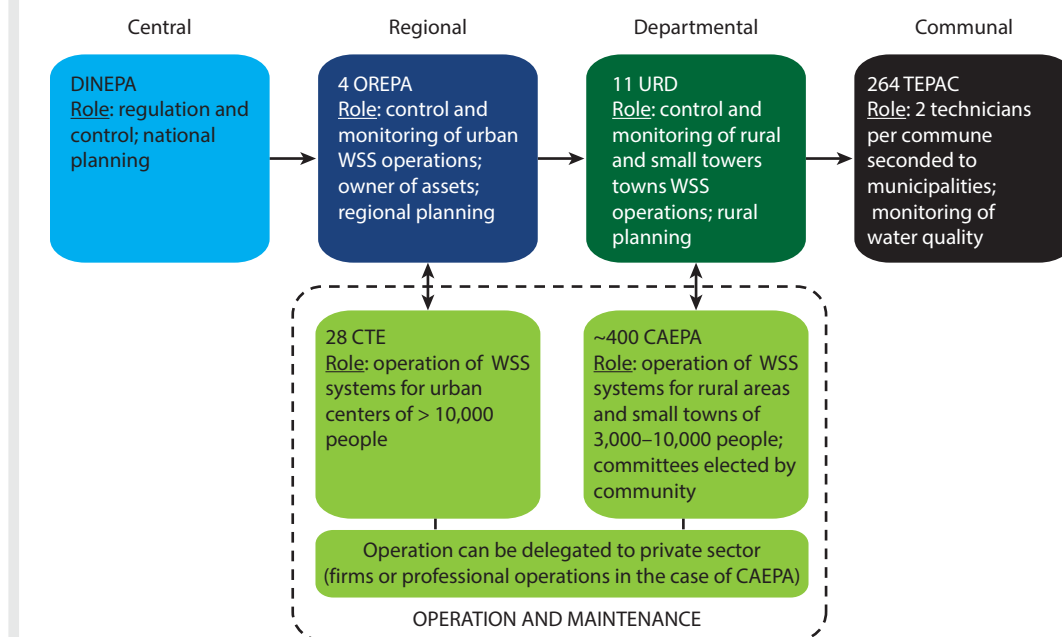 Central
Regional
Departmental
Communal
DINEPA
Role: regulation and
control; national
planning
4 OREPA
Role: control and
monitoring of urban
WSS operations;
owner of assets;
regional planning
11 URD
Role: control and
monitoring of rural
and small towers
towns WSS
operations; rural
planning
264 TEPAC
Role: 2 technicians
per commune
seconded to
municipalities;
monitoring of
water quality
28 CTE
Role: operation of WSS
systems for urban
centers of > 10,000
people
~400 CAEPA
Role: operation of WSS
systems for rural areas
and small towns of
3,000–10,000 people;
committees elected by
community
Operation can be delegated to private sector
(firms or professional operations in the case of CAEPA)
OPERATION AND MAINTENANCE